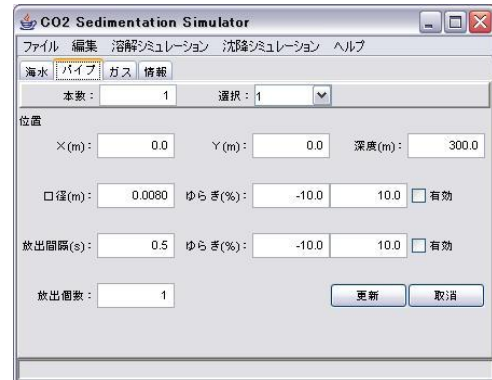 CO2 Sedimentation Simulator
ファイル 編集 溶解シミュレーション 沈降シミュレーション ヘルプ
海水 パイプ ガス 情報
本数： 1 選択： 1
位置
X(m)： 0.0 Y(m)： 0.0 深度(m)： 300.0
口径(m)： 0.0080 ゆらぎ(%)： -10.0 10.0 有効
放出間隔(s)： 0.5 ゆらぎ(%)： -10.0 10.0 有効
放出個数： 1 更新 取消